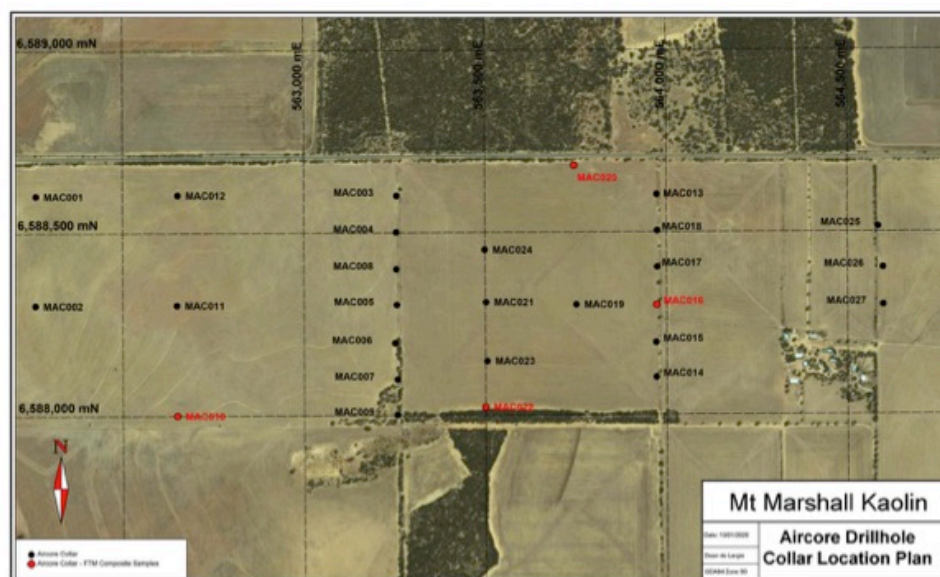 6,589,000 mN
563,000 mE
563,500 mE
564,000 mE
564,500 mE
MAC020
MAC001
MAC012
MAC003
MAC013
6,588,500 mN
MAC004
MAC018
MAC025
MAC024
MAC008
MAC017
MAC026
MAC002
MAC011
MAC005
MAC021
MAC019
MAC016
MAC027
MAC006
MAC015
MAC023
MAC007
MAC014
6,588,000 mN
MAC010
MAC009
MAC022
N
Mt Marshall Kaolin
Aircore Drillhole
Collar Location Plan
Aircore Collar
Aircore Collar - FTM Composite Samples